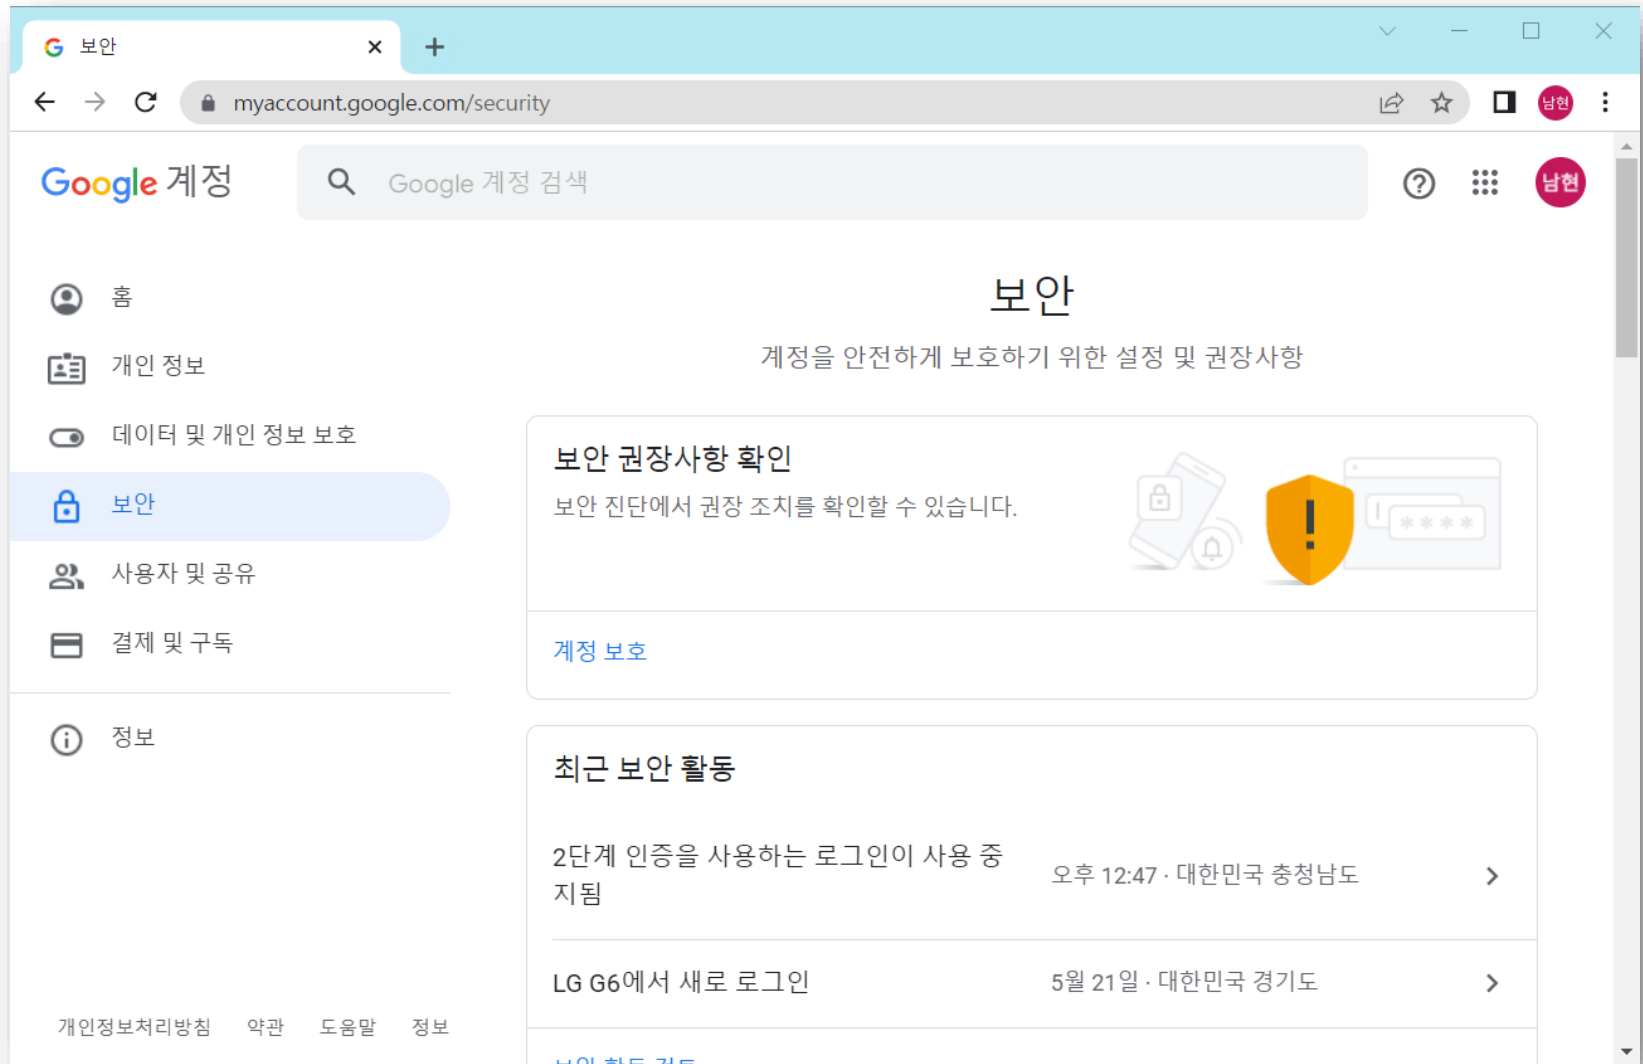 보안
myaccount.google.com/security
남현
Google 계정
Google 계정 검색
남현
홈
개인 정보
데이터 및 개인 정보 보호
보안
사용자 및 공유
결제 및 구독
정보
개인정보처리방침 약관 도움말 정보
보안
계정을 안전하게 보호하기 위한 설정 및 권장사항
보안 권장사항 확인
보안 진단에서 권장 조치를 확인할 수 있습니다.
****
계정 보호
최근 보안 활동
2단계 인증을 사용하는 로그인이 사용 중
지됨
오후 12:47 · 대한민국 충청남도
LG G6에서 새로 로그인
5월 21일 · 대한민국 경기도